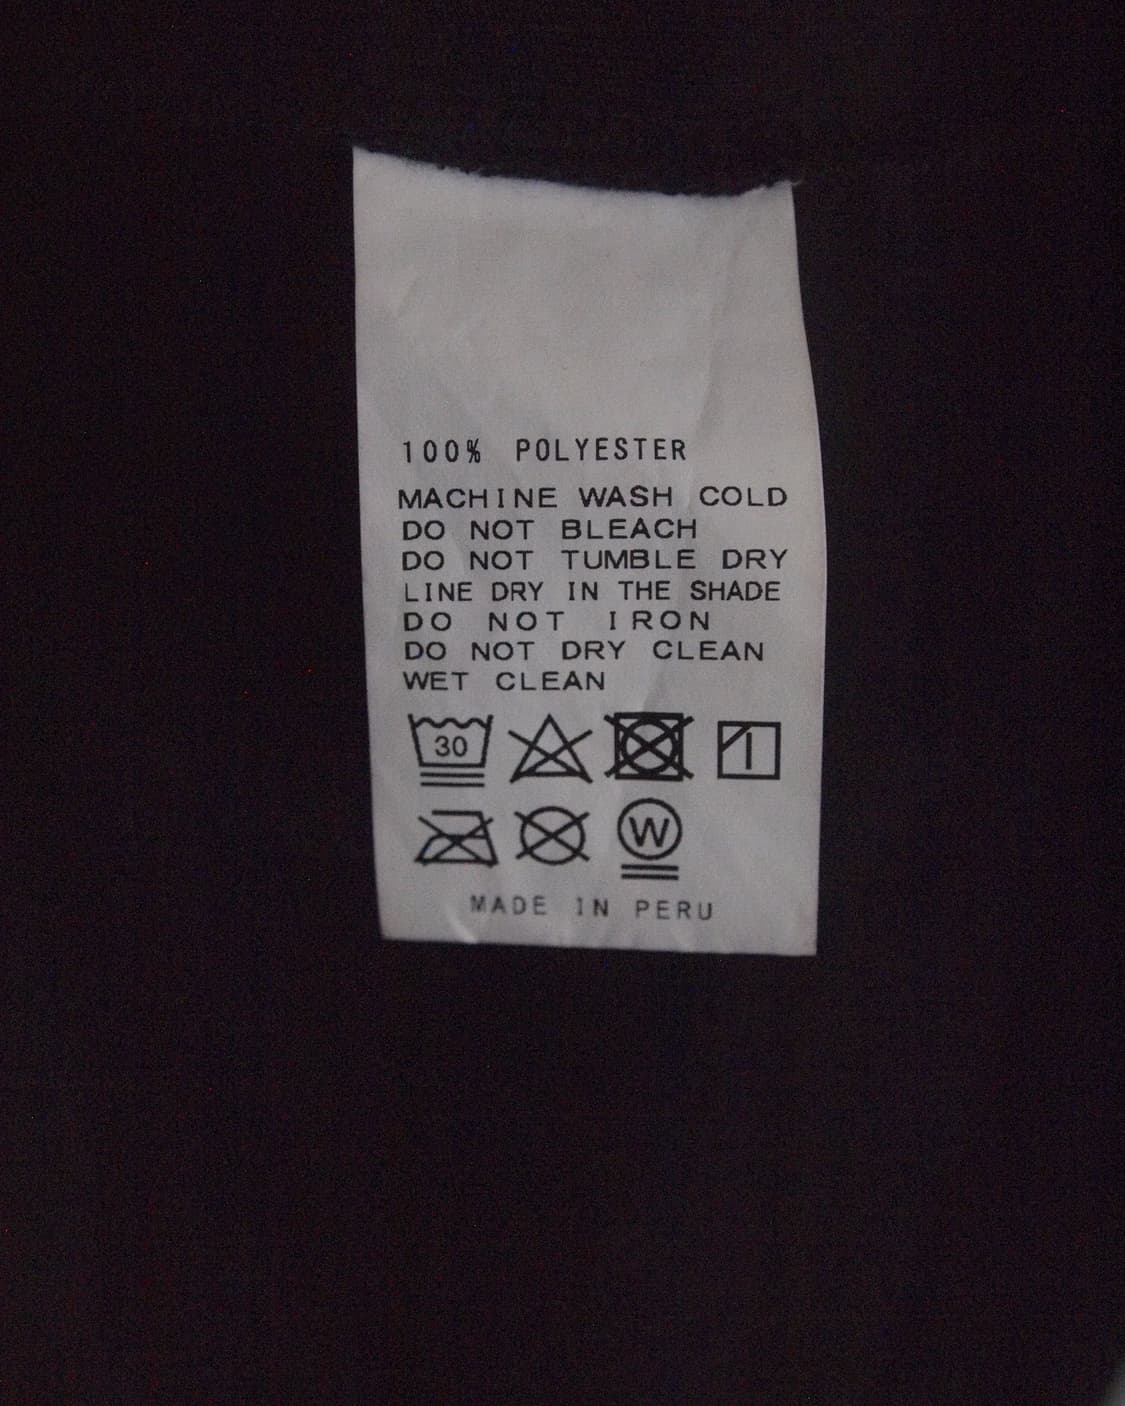 100% POLYESTER
MACHINE WASH COLD
DO NOT BLEACH
DO NOT TUMBLE DRY
LINE DRY IN THE SHADE
DO NOT IRON
DO NOT DRY CLEAN
WET CLEAN
30
W
MADE IN PERU